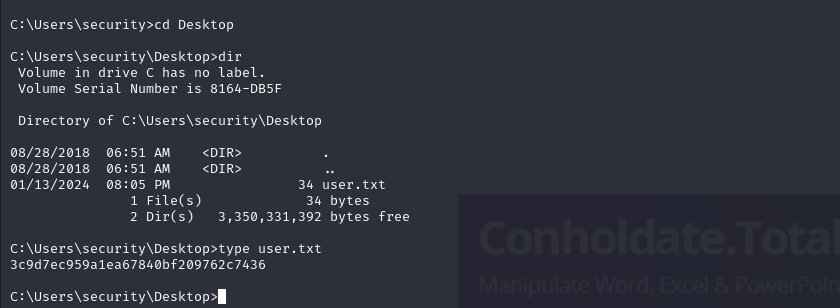 C:\Users\security>cd Desktop
C:\Users\security\Desktop>dir
Volume in drive C has no label.
Volume Serial Number is 8164-DB5F
Directory of C:\Users\security\Desktop
08/28/2018  06:51 AM    <DIR>          .
08/28/2018  06:51 AM    <DIR>          ..
01/13/2024  08:05 PM                34 user.txt
1 File(s)             34 bytes
2 Dir(s)   3,350,331,392 bytes free
C:\Users\security\Desktop>type user.txt
3c9d7ec959a1ea67840bf209762c7436
C:\Users\security\Desktop>
Conholdate.Total
Manipulate Word, Excel & PowerPoin